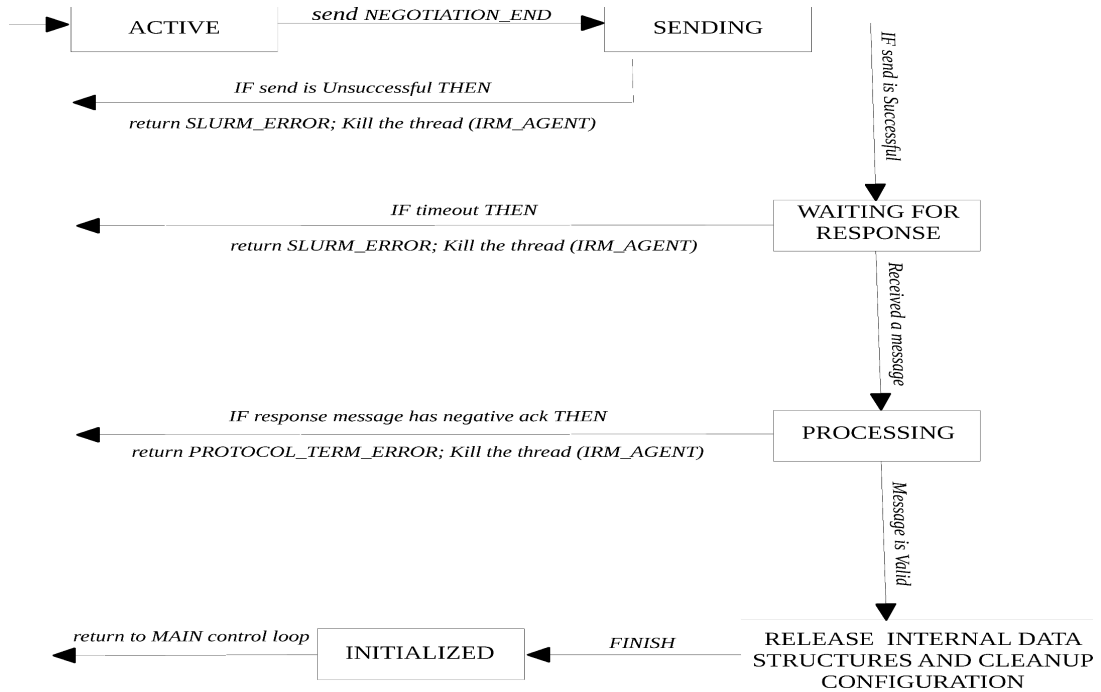 send NEGOTIATION_END
ACTIVE
SENDING
IF send is Successful
IF send is Unsuccessful THEN
return SLURM_ERROR; Kill the thread (IRM_AGENT)
IF timeout THEN
WAITING FOR
RESPONSE
return SLURM_ERROR; Kill the thread (IRM_AGENT)
Received a message
IF response message has negative ack THEN
PROCESSING
return PROTOCOL_TERM_ERROR; Kill the thread (IRM_AGENT)
Message is Valid
RELEASE INTERNAL DATA
STRUCTURES AND CLEANUP
CONFIGURATION
FINISH
INITIALIZED
return to MAIN control loop